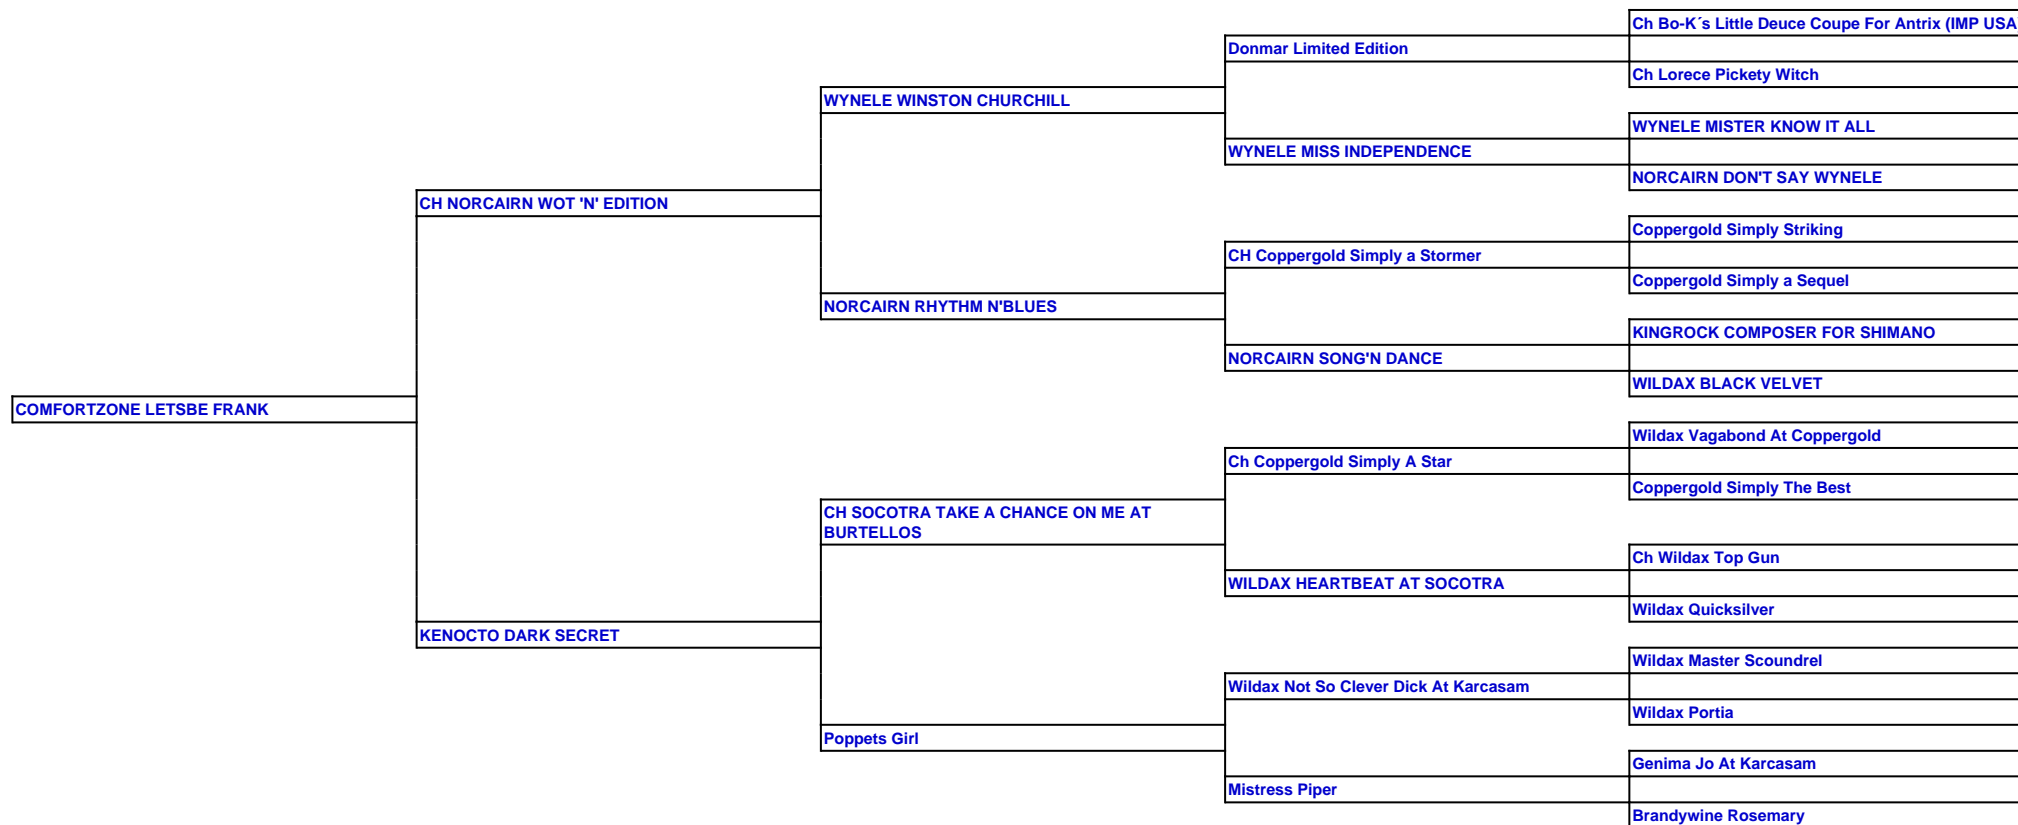 Ch Bo-K´s Little Deuce Coupe For Antrix (IMP USA
Donmar Limited Edition
Ch Lorece Pickety Witch
WYNELE WINSTON CHURCHILL
WYNELE MISTER KNOW IT ALL
WYNELE MISS INDEPENDENCE
NORCAIRN DON'T SAY WYNELE
CH NORCAIRN WOT 'N' EDITION
Coppergold Simply Striking
CH Coppergold Simply a Stormer
Coppergold Simply a Sequel
NORCAIRN RHYTHM N'BLUES
KINGROCK COMPOSER FOR SHIMANO
NORCAIRN SONG'N DANCE
WILDAX BLACK VELVET
COMFORTZONE LETSBE FRANK
Wildax Vagabond At Coppergold
Ch Coppergold Simply A Star
Coppergold Simply The Best
CH SOCOTRA TAKE A CHANCE ON ME AT
BURTELLOS
Ch Wildax Top Gun
WILDAX HEARTBEAT AT SOCOTRA
Wildax Quicksilver
KENOCTO DARK SECRET
Wildax Master Scoundrel
Wildax Not So Clever Dick At Karcasam
Wildax Portia
Poppets Girl
Genima Jo At Karcasam
Mistress Piper
Brandywine Rosemary